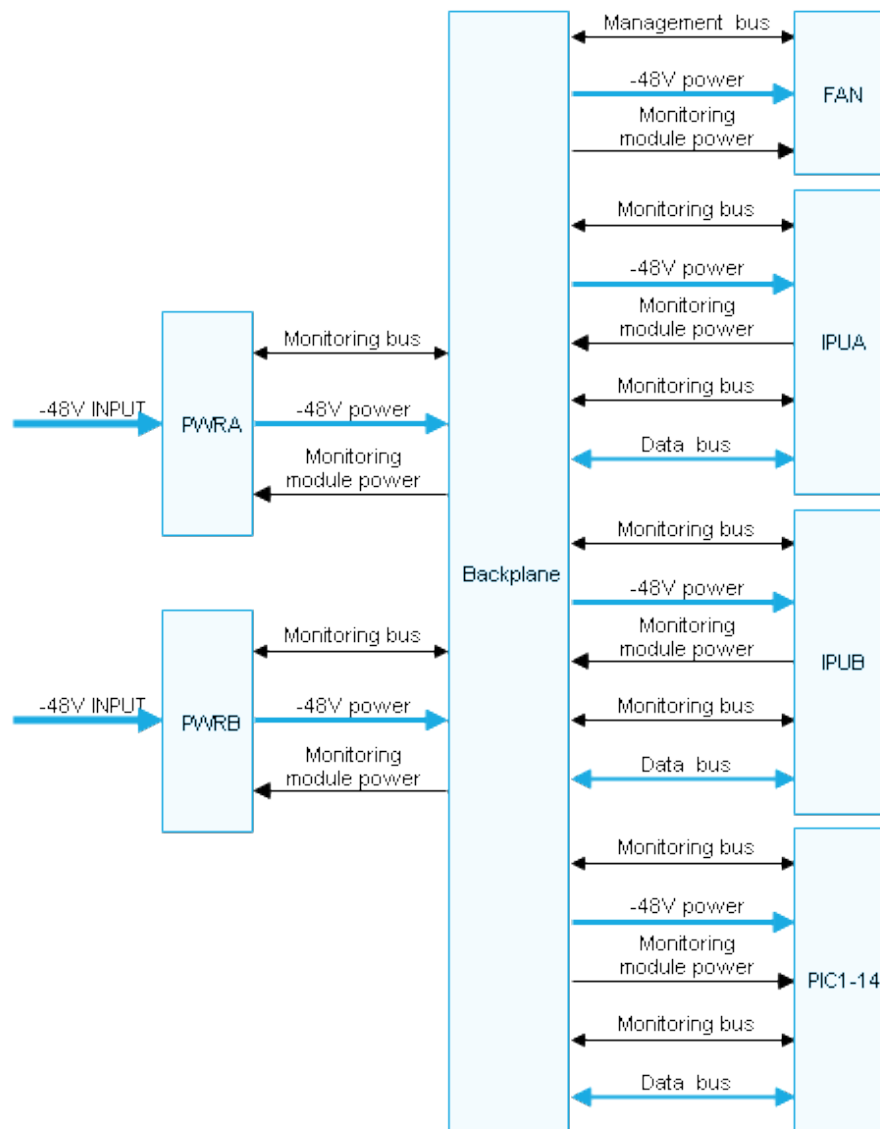 Management bus
-48V power
FAN
Monitoring
module power
Monitoring bus
-48V power
Monitoring
module power
IPUA
Monitoring bus
Data bus
Monitoring bus
-48V INPUT
PWRA
-48V power
Monitoring
module power
Backplane
Monitoring bus
-48V power
Monitoring
module power
IPUB
Monitoring bus
Data bus
Monitoring bus
-48V INPUT
PWRB
-48V power
Monitoring
module power
Monitoring bus
-48V power
Monitoring
module power
PIC1-14
Monitoring bus
Data bus